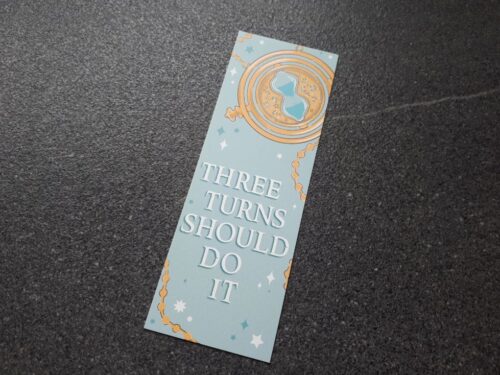 THREE
TURNS
SHOULD
DO
IT